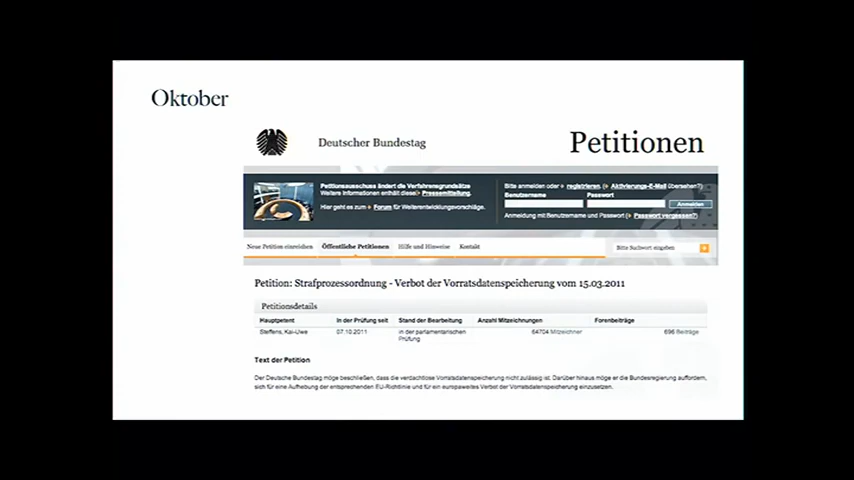 Oktober
Deutscher Bundestag
Petitionen
Petitionsausschuss ändert die Verfahrensgrundsätze
Weitere Informationen enthält diese Pressemitteilung.
Hier geht es zum Forum für Weiterentwicklungsvorschläge.
Bitte anmelden oder registrieren. (Aktivierungs-E-Mail übersehen?)
Benutzername Passwort
Anmelden
Anmeldung mit Benutzername und Passwort (Passwort vergessen?)
Neue Petition einreichen Öffentliche Petitionen Hilfe und Hinweise Kontakt
Bitte Suchwort eingeben
Petition: Strafprozessordnung - Verbot der Vorratsdatenspeicherung vom 15.03.2011
Petitionsdetails
Hauptpetent In der Prüfung seit Stand der Bearbeitung Anzahl Mitzeichnungen Forenbeiträge
Steffens, Kai-Uwe 07.10.2011 in der parlamentarischen Prüfung 64704 Mitzeichner 696 Beiträge
Text der Petition
Der Deutsche Bundestag möge beschließen, dass die verdachtlose Vorratsdatenspeicherung nicht zulässig ist. Darüber hinaus möge er die Bundesregierung auffordern,
sich für eine Aufhebung der entsprechenden EU-Richtlinie und für ein europaweites Verbot der Vorratsdatenspeicherung einzusetzen.